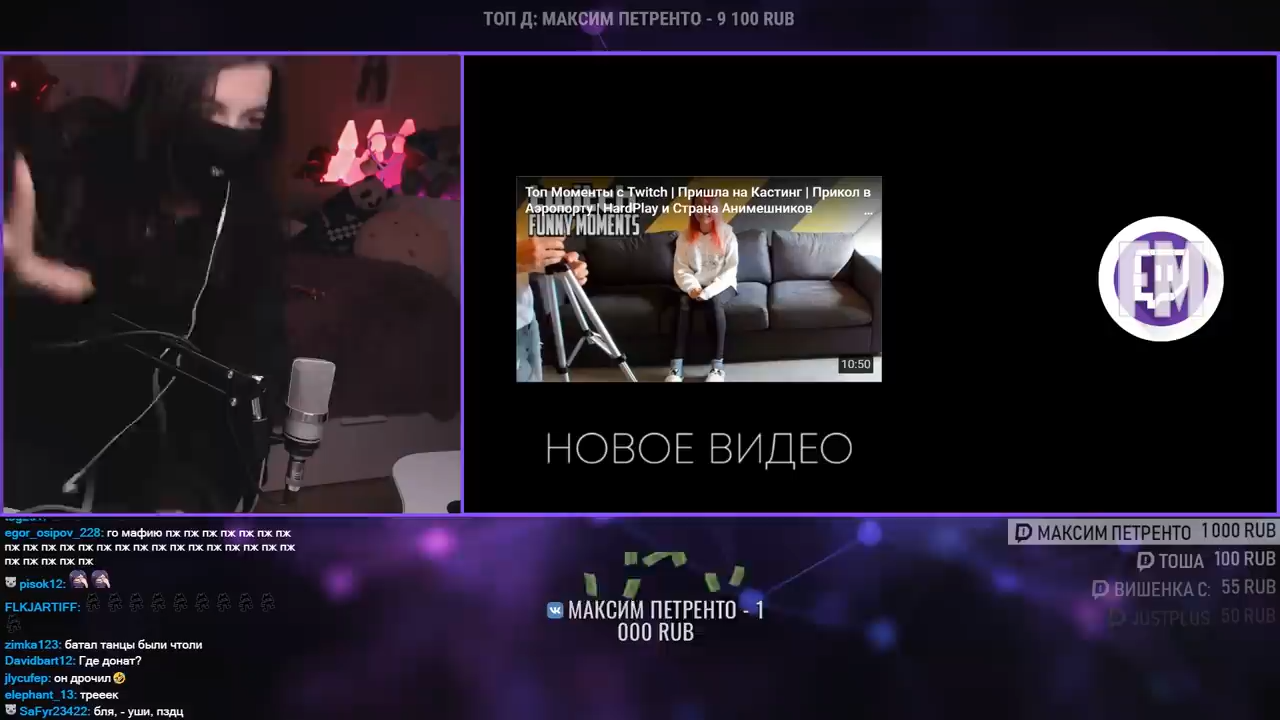 ТОП Д: МАКСИМ ПЕТРЕНТО - 9 100 RUB
Топ Моменты с Twitch | Пришла на Кастинг | Прикол в
Аэропорту | HardPlay и Страна Анимешников ...
FUNNY MOMENTS
10:50
НОВОЕ ВИДЕО
FM
egor_osipov_228: го мафию пж пж пж пж пж пж пж
пж пж пж пж пж пж пж пж пж пж пж пж пж пж пж пж
пж пж пж пж пж
pisok12:
FLKJARTIFF:
zimka123: батал танцы были чтоли
Davidbart12: Где донат?
jlycufep: он дрочил🤣
elephant_13: трееек
SaFyr23422: бля, - уши, пздц
МАКСИМ ПЕТРЕНТО - 1
000 RUB
МАКСИМ ПЕТРЕНТО 1 000 RUB
ТОША 100 RUB
ВИШЕНКА С: 55 RUB
JUSTPLUS 50 RUB